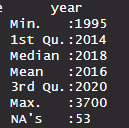 year
Min. :1995
1st Qu.:2014
Median :2018
Mean :2016
3rd Qu.:2020
Max. :3700
NA's :53